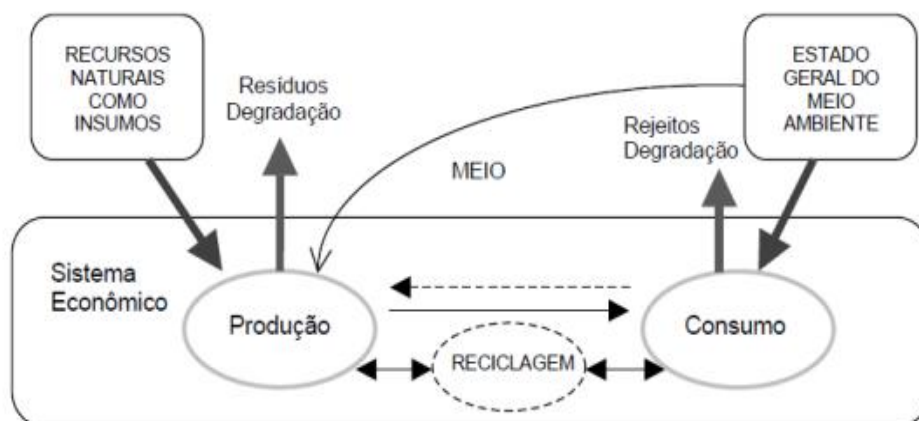 RECURSOS
NATURAIS
COMO
INSUMOS
Resíduos
Degradação
MEIO
Rejeitos
Degradação
ESTADO
GERAL DO
MEIO
AMBIENTE
Sistema
Econômico
Produção
Consumo
RECICLAGEM